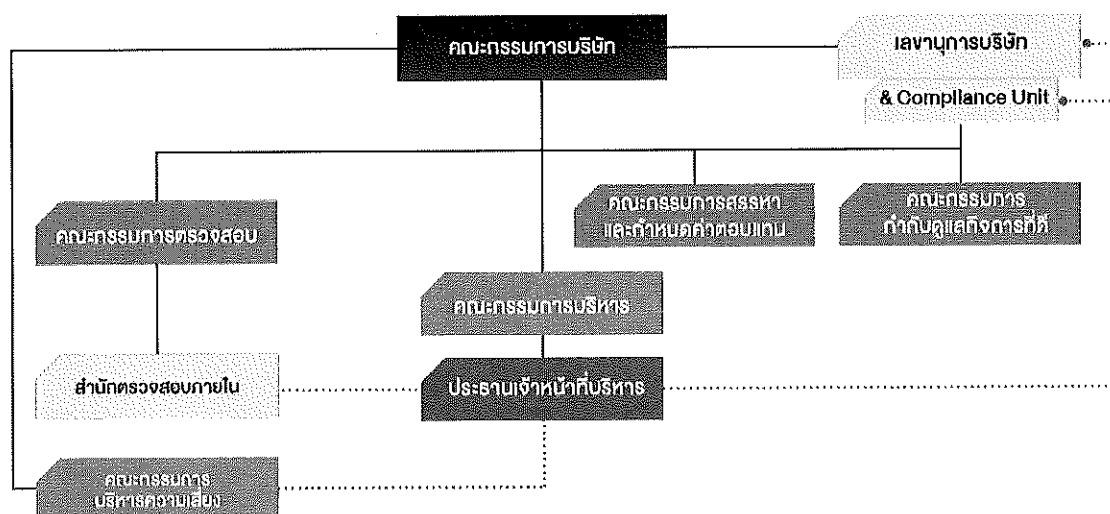 คณะกรรมการบริษัท
เลขานุการบริษัท
& Compliance Unit
คณะกรรมการตรวจสอบ
คณะกรรมการสรรหา
และกำหนดค่าตอบแทน
คณะกรรมการ
กำกับดูแลกิจการที่ดี
คณะกรรมการบริหาร
สำนักตรวจสอบภายใน
ประธานเจ้าหน้าที่บริหาร
คณะกรรมการ
บริหารความเสี่ยง